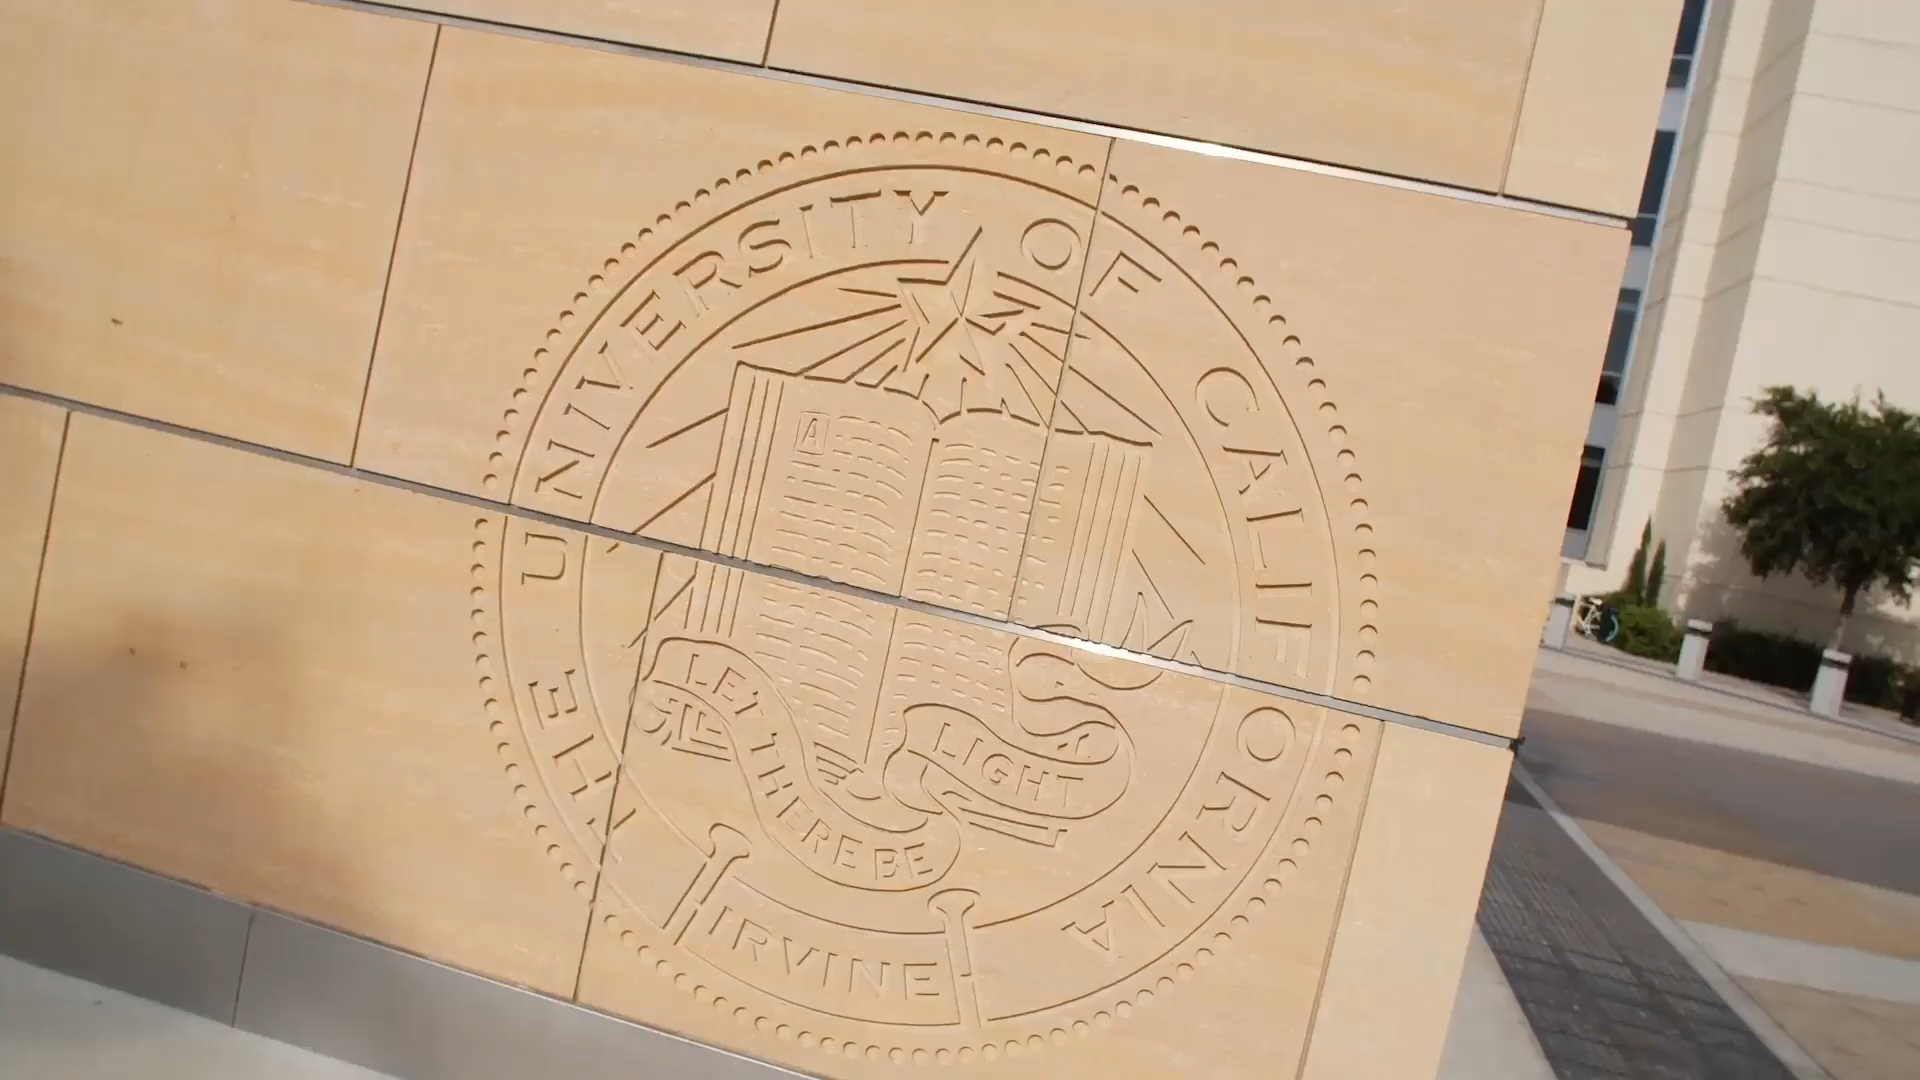 THE UNIVERSITY OF CALIFORNIA
A
LET THERE BE
LIGHT
IRVINE